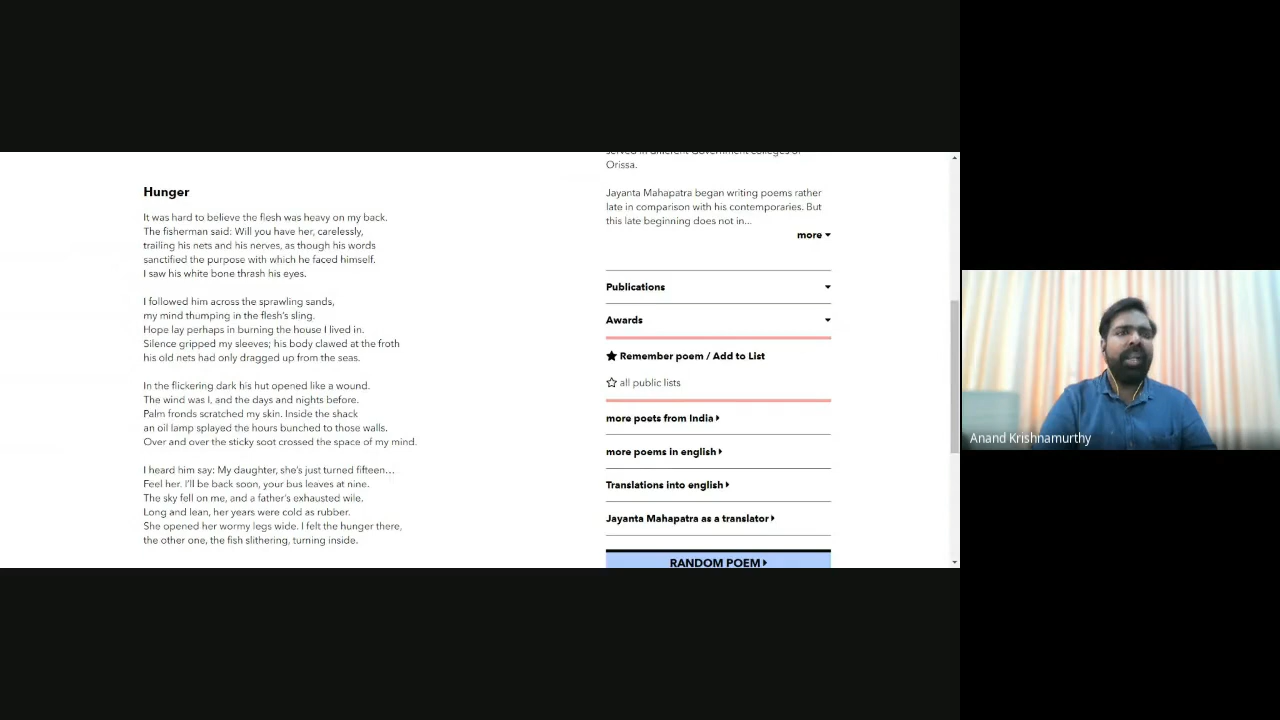 Hunger
It was hard to believe the flesh was heavy on my back.
The fisherman said: Will you have her, carelessly,
trailing his nets and his nerves, as though his words
sanctified the purpose with which he faced himself.
I saw his white bone thrash his eyes.
I followed him across the sprawling sands,
my mind thumping in the flesh's sling.
Hope lay perhaps in burning the house I lived in.
Silence gripped my sleeves; his body clawed at the froth
his old nets had only dragged up from the seas.
In the flickering dark his hut opened like a wound.
The wind was I, and the days and nights before.
Palm fronds scratched my skin. Inside the shack
an oil lamp splayed the hours bunched to those walls.
Over and over the sticky soot crossed the space of my mind.
I heard him say: My daughter, she's just turned fifteen…
Feel her. I'll be back soon, your bus leaves at nine.
The sky fell on me, and a father's exhausted wile.
Long and lean, her years were cold as rubber.
She opened her wormy legs wide. I felt the hunger there,
the other one, the fish slithering, turning inside.
served in different Government colleges of
Orissa.
Jayanta Mahapatra began writing poems rather
late in comparison with his contemporaries. But
this late beginning does not in...
more
Publications
Awards
Remember poem / Add to List
all public lists
more poets from India
more poems in english
Translations into english
Jayanta Mahapatra as a translator
RANDOM POEM
Anand Krishnamurthy